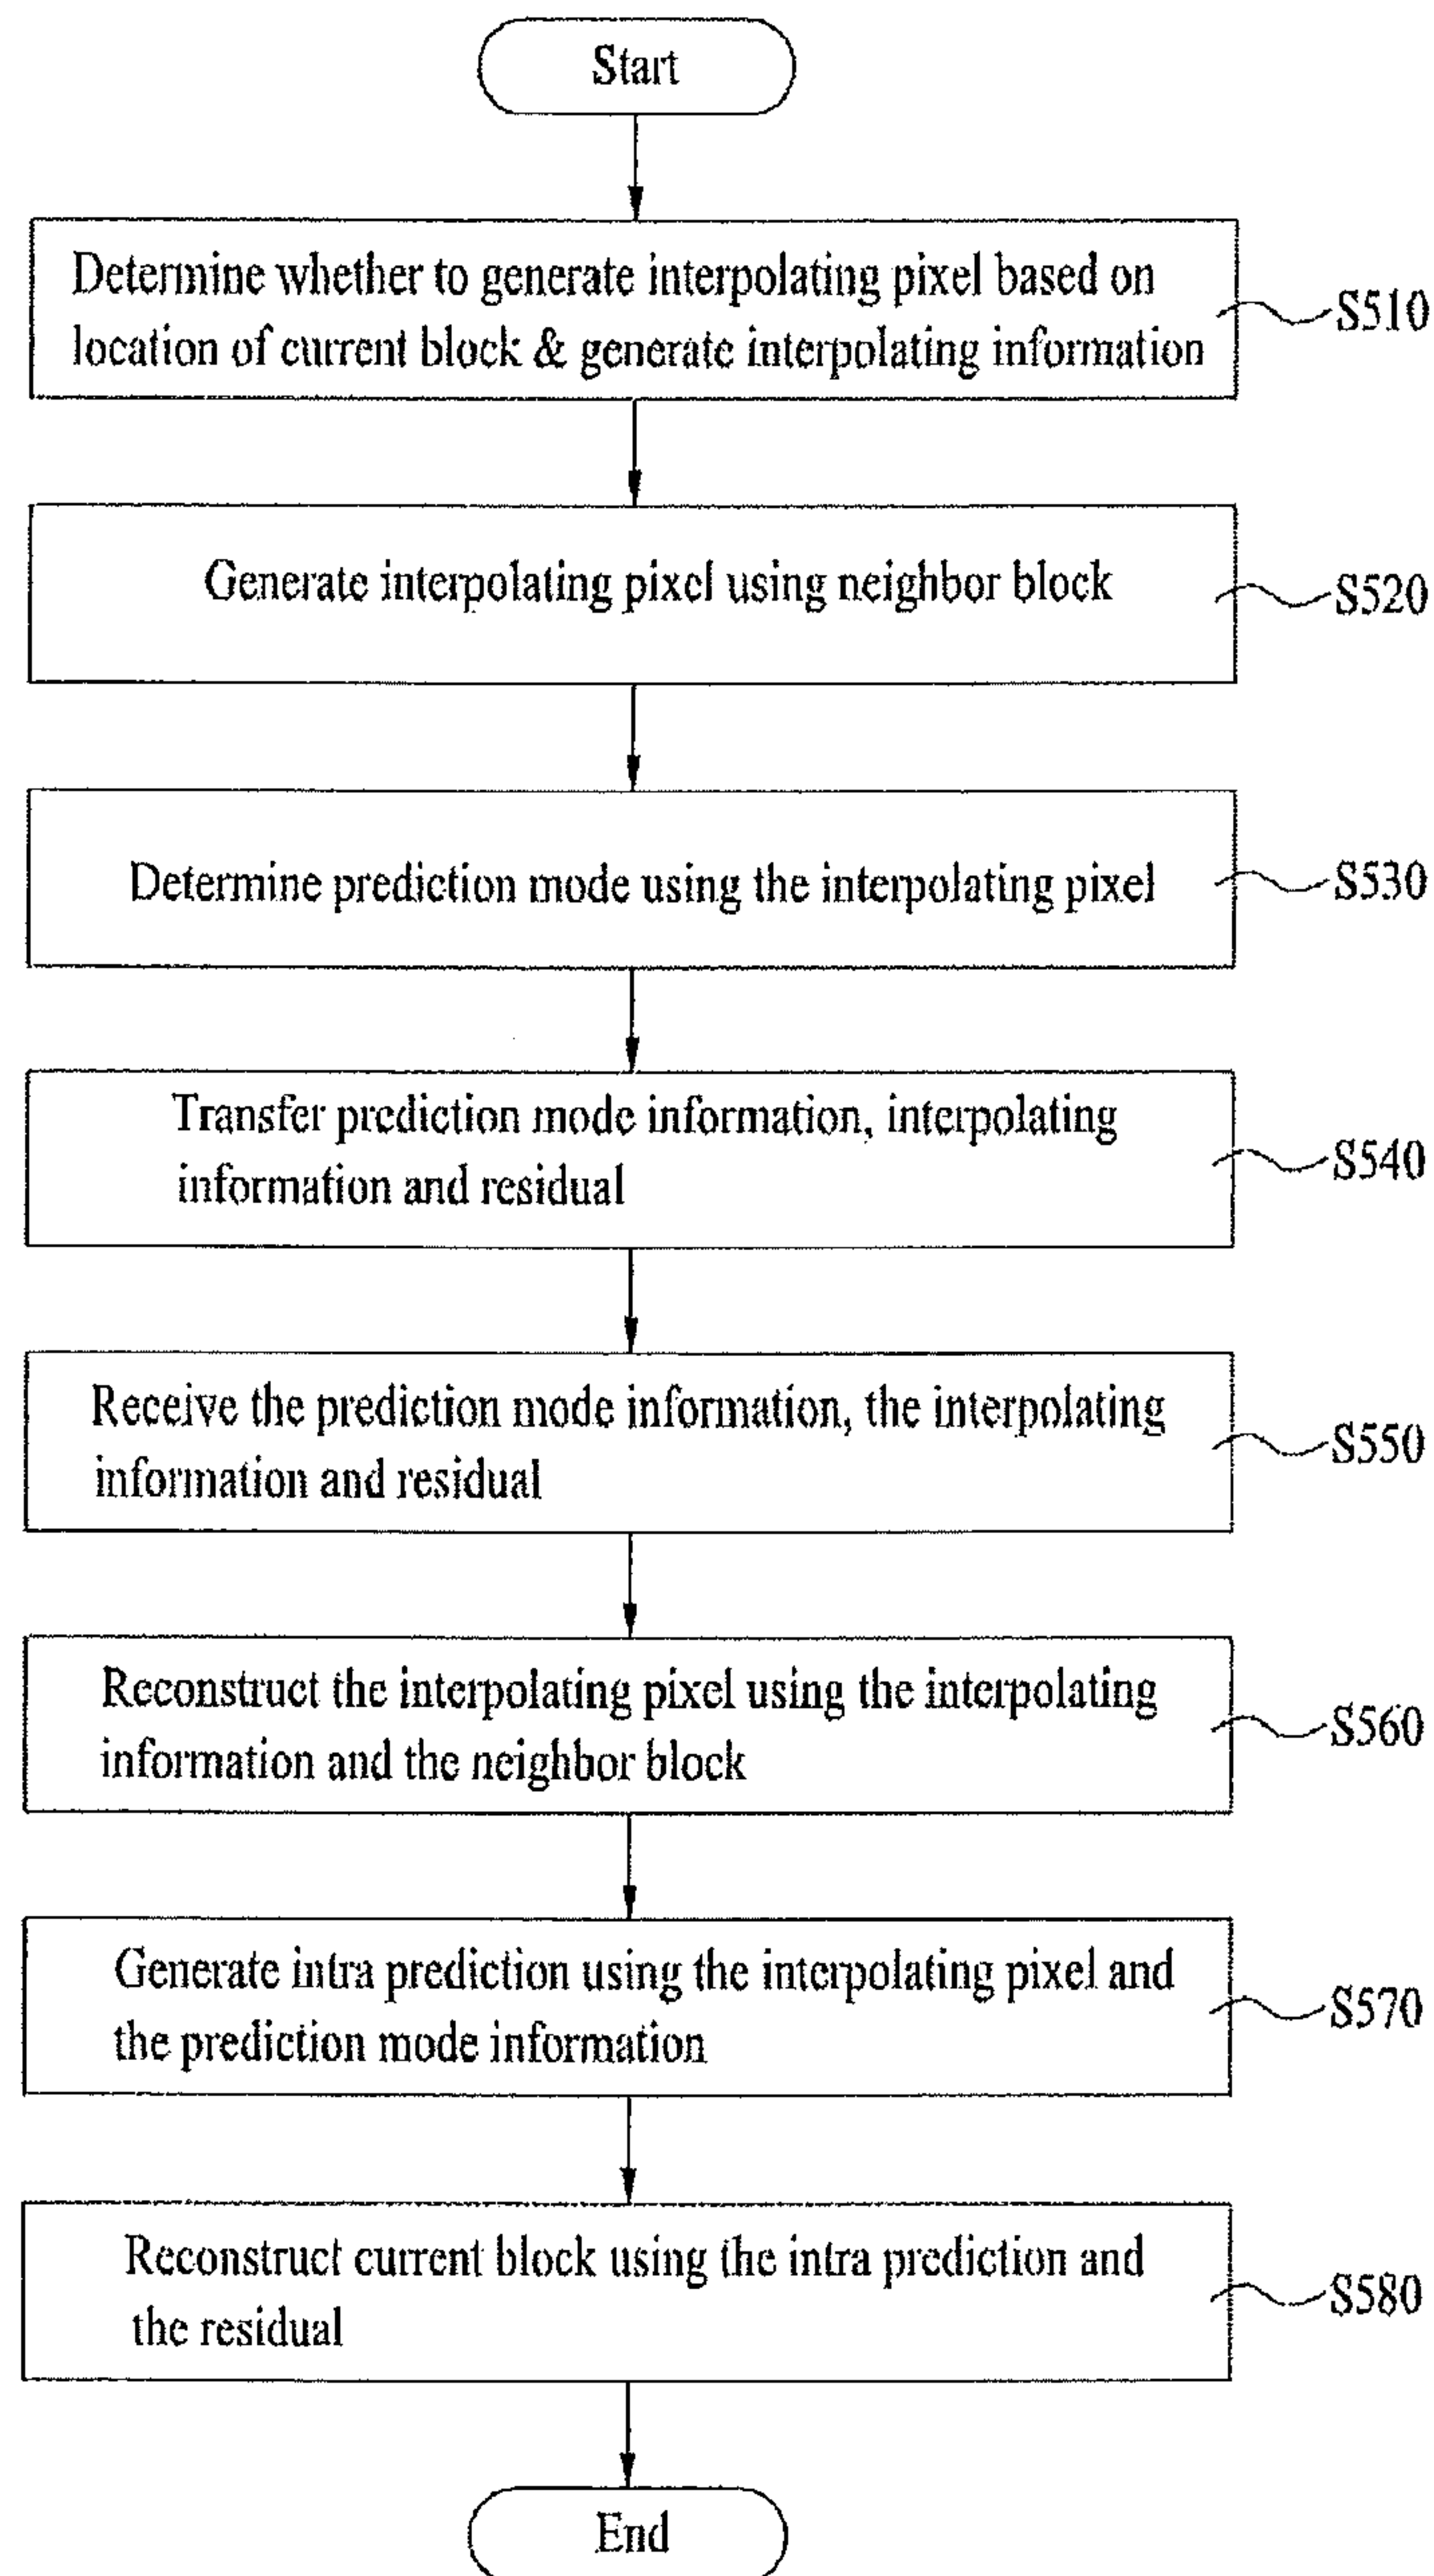 Start
Determine whether to generate interpolating pixel based on
location of current block & generate interpolating information
S510
Generate interpolating pixel using neighbor block
S520
Determine prediction mode using the interpolating pixel
S530
Transfer prediction mode information, interpolating
information and residual
S540
Receive the prediction mode information, the interpolating
information and residual
S550
Reconstruct the interpolating pixel using the interpolating
information and the neighbor block
S560
Generate intra prediction using the interpolating pixel and
the prediction mode information
S570
Reconstruct current block using the intra prediction and
the residual
S580
End